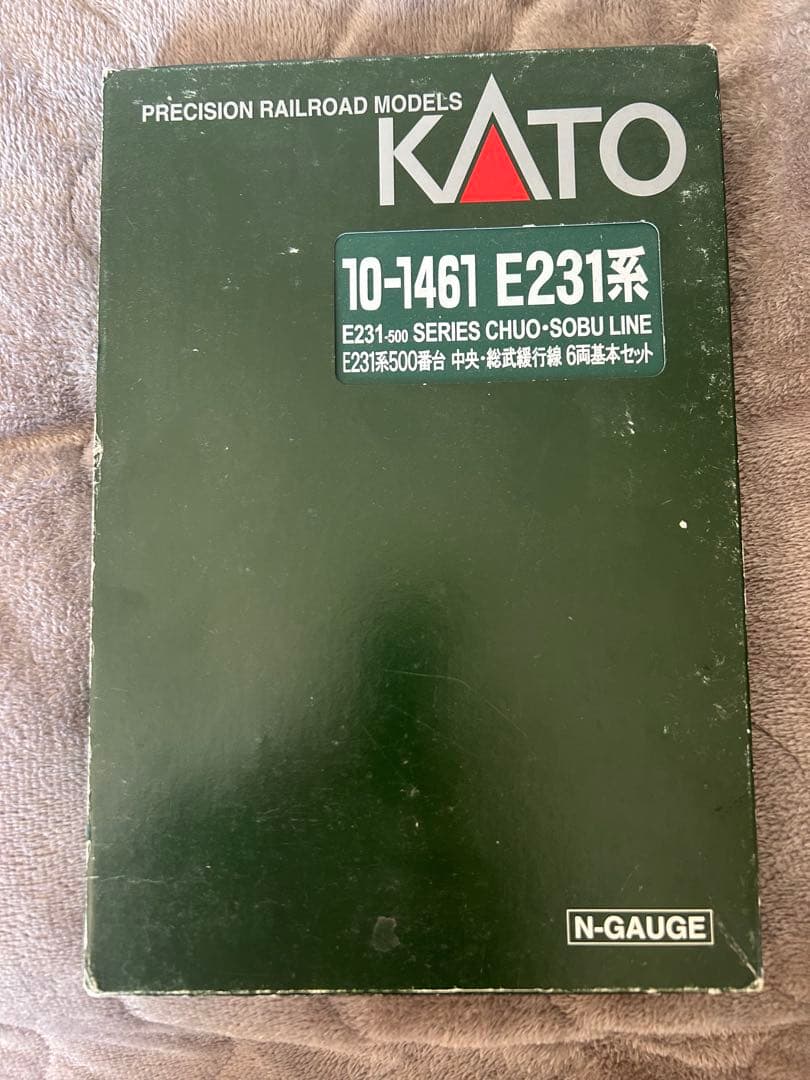 PRECISION RAILROAD MODELS
KATO
10-1461 E231系
E231-500 SERIES CHUO•SOBU LINE
E231系500番台 中央・総武緩行線 6両基本セット
N-GAUGE